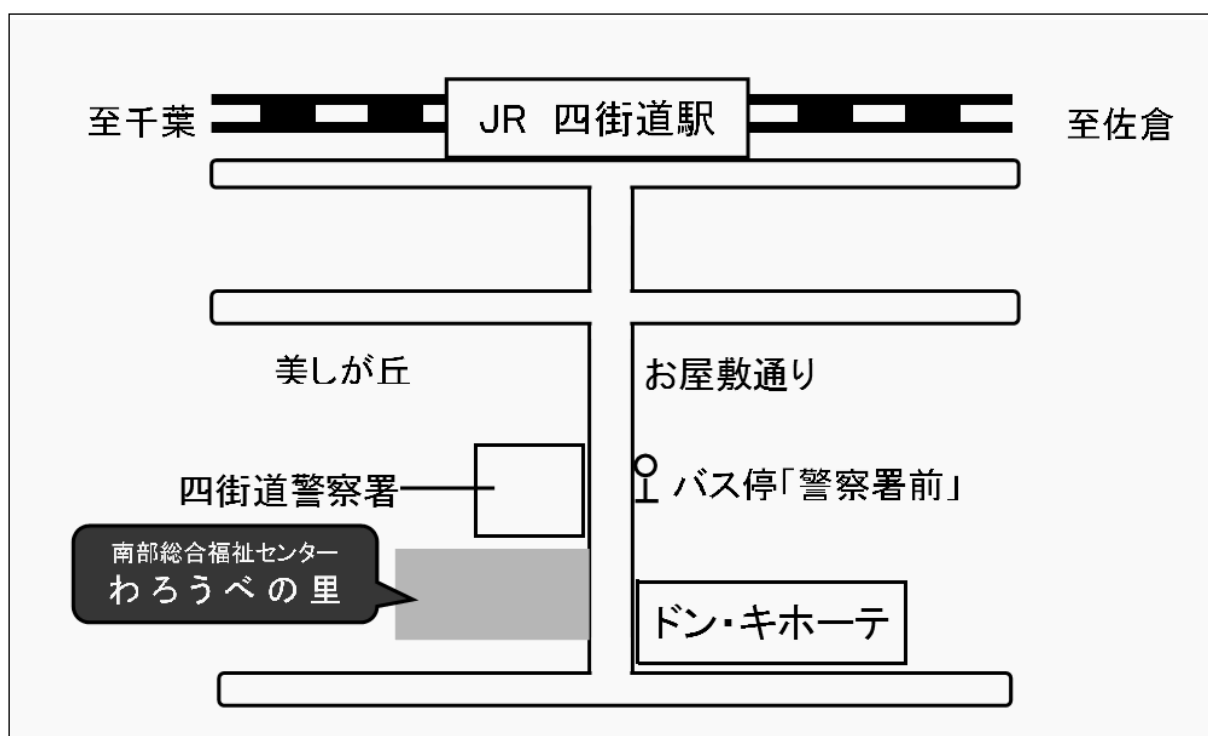 JR 四街道駅
至千葉
至佐倉
美しが丘
お屋敷通り
四街道警察署
バス停「警察署前」
南部総合福祉センター
わろうべの里
ドン・キホーテ